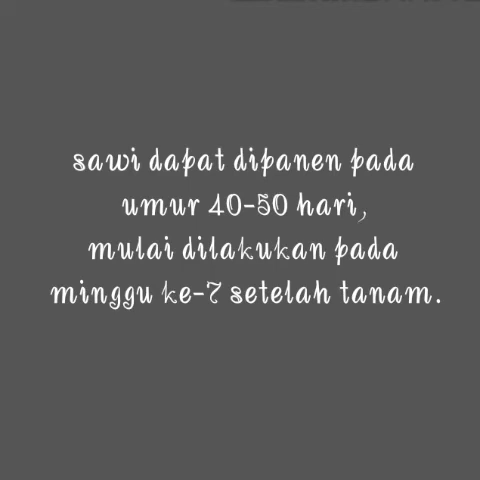 sawi dapat dipanen pada
umur 40-50 hari,
mulai dilakukan pada
minggu ke-7 setelah tanam.